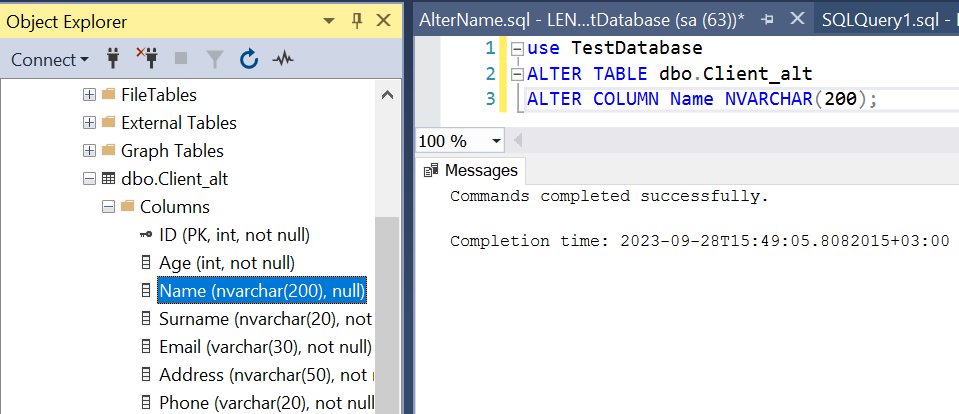 Object Explorer
Connect
FileTables
External Tables
Graph Tables
dbo.Client_alt
Columns
ID (PK, int, not null)
Age (int, not null)
Name (nvarchar(200), null)
Surname (nvarchar(20), not
Email (varchar(30), not null)
Address (nvarchar(50), not
Phone (varchar(20), not null
AlterName.sql - LEN...tDatabase (sa (63))*
SQLQuery1.sql -
1 use TestDatabase
2 ALTER TABLE dbo.Client_alt
3 ALTER COLUMN Name NVARCHAR(200);
100 %
Messages
Commands completed successfully.
Completion time: 2023-09-28T15:49:05.8082015+03:00